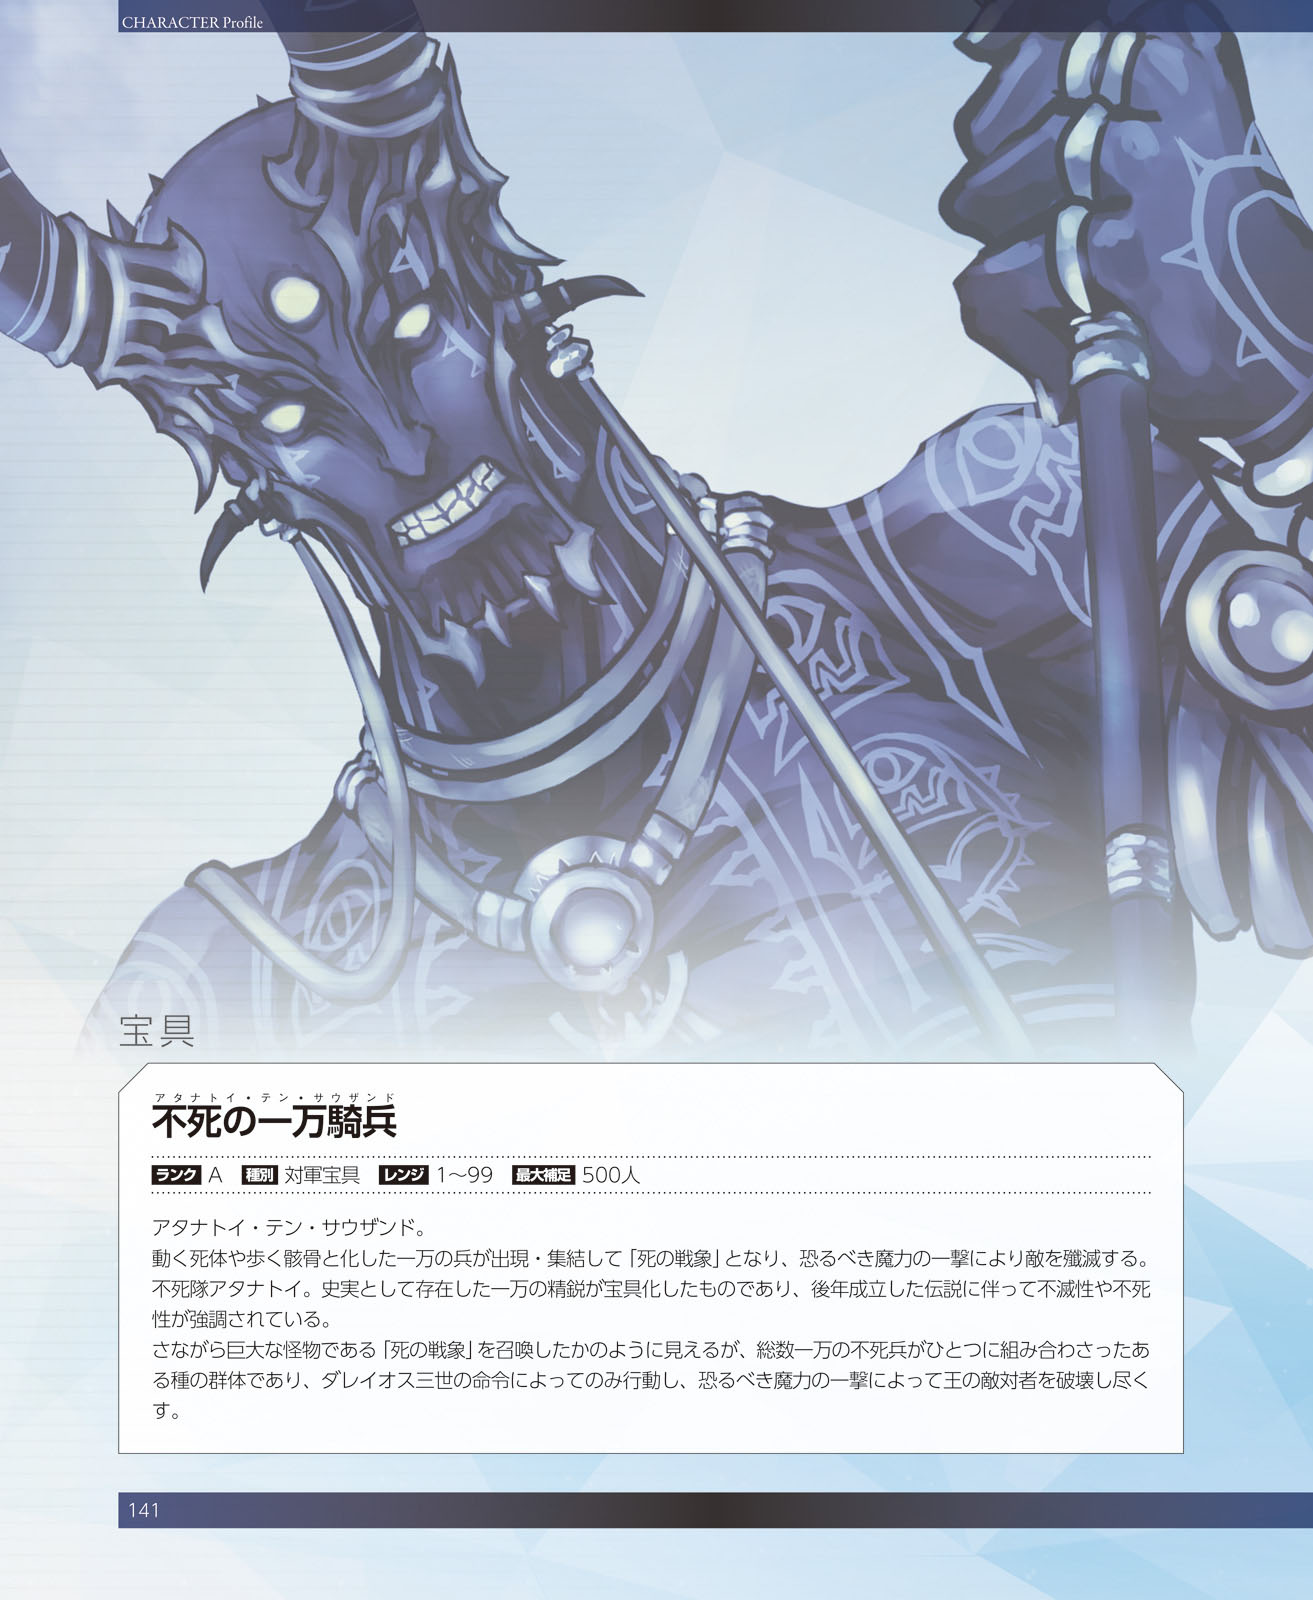 CHARACTER Profile
宝具
アタナトイ・テン・サウザンド
不死の一万騎兵
ランク A 種別 対軍宝具 レンジ 1～99 最大補足 500人
アタナトイ・テン・サウザンド。
動く死体や歩く骸骨と化した一万の兵が出現・集結して「死の戦象」となり、恐るべき魔力の一撃により敵を殲滅する。
不死隊アタナトイ。史実として存在した一万の精鋭が宝具化したものであり、後年成立した伝説に伴って不滅性や不死
性が強調されている。
さながら巨大な怪物である「死の戦象」を召喚したかのように見えるが、総数一万の不死兵がひとつに組み合わさったあ
る種の群体であり、ダレイオス三世の命令によってのみ行動し、恐るべき魔力の一撃によって王の敵対者を破壊し尽く
す。
141